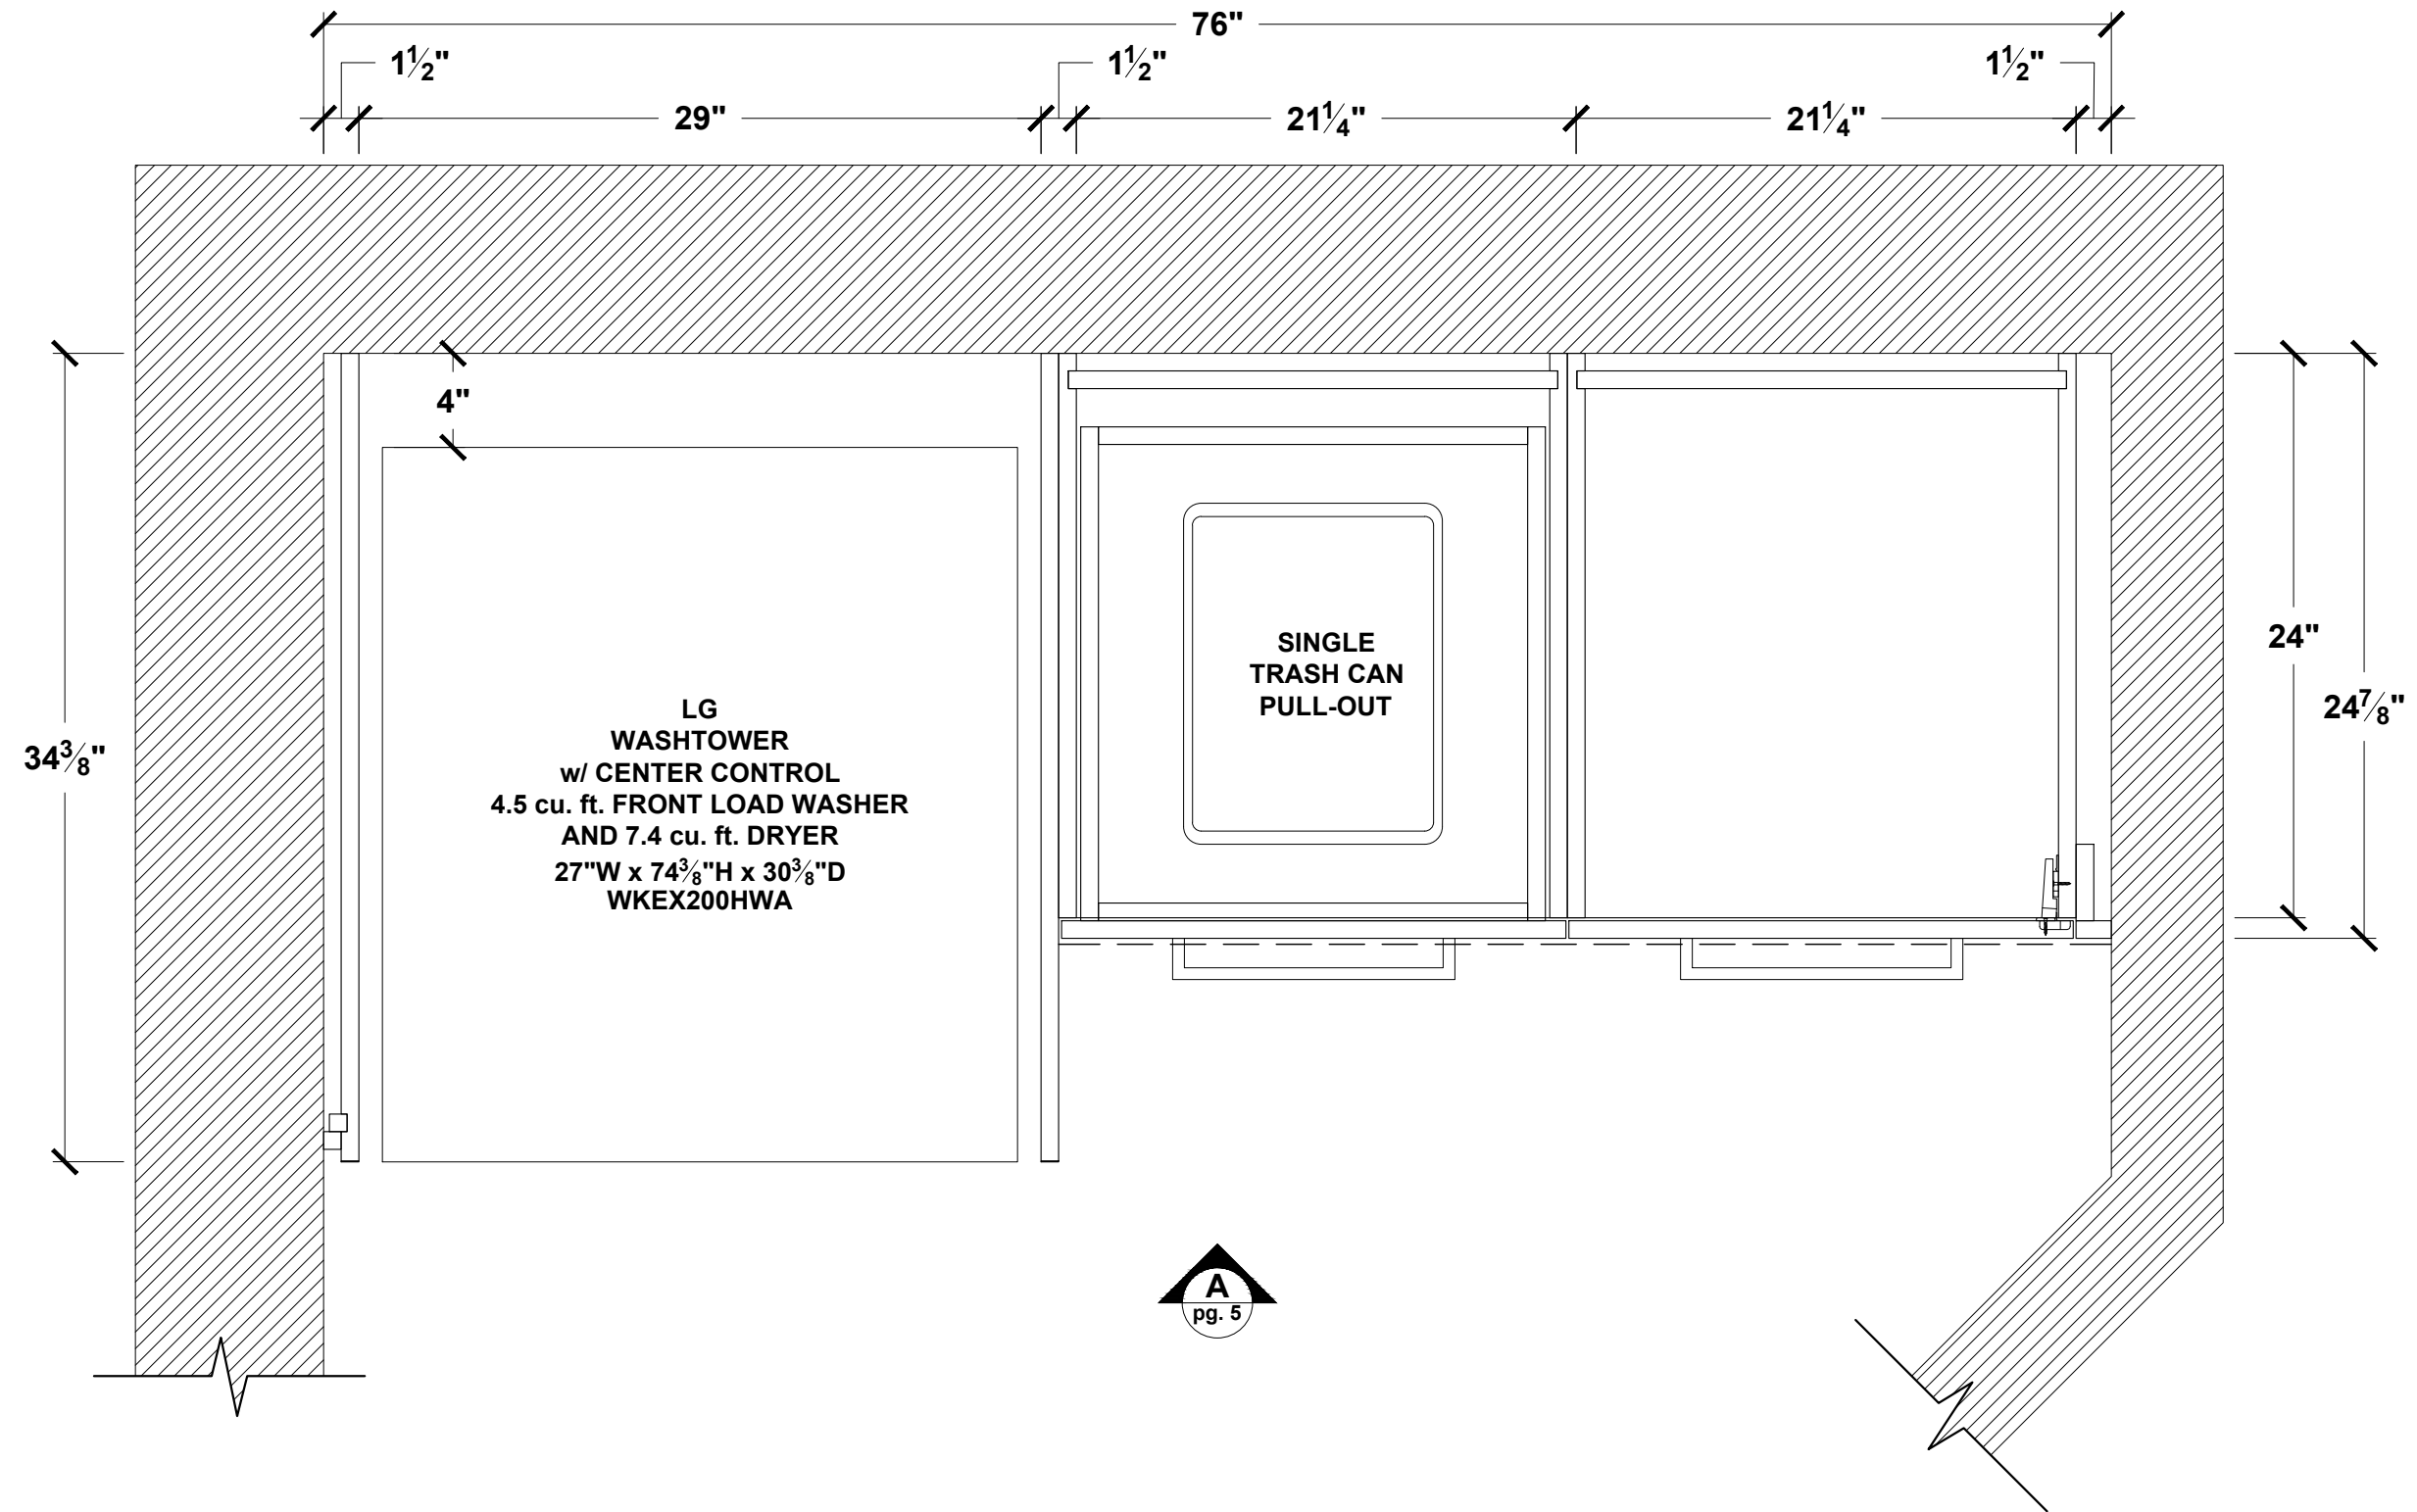 76"
1½" 1½" 1½"
29" 21¼" 21¼"
4"
SINGLE
TRASH CAN
PULL-OUT
24"
24⅞"
34⅜"
LG
WASHTOWER
w/ CENTER CONTROL
4.5 cu. ft. FRONT LOAD WASHER
AND 7.4 cu. ft. DRYER
27"W x 74⅜"H x 30⅜"D
WKEX200HWA
A
pg. 5